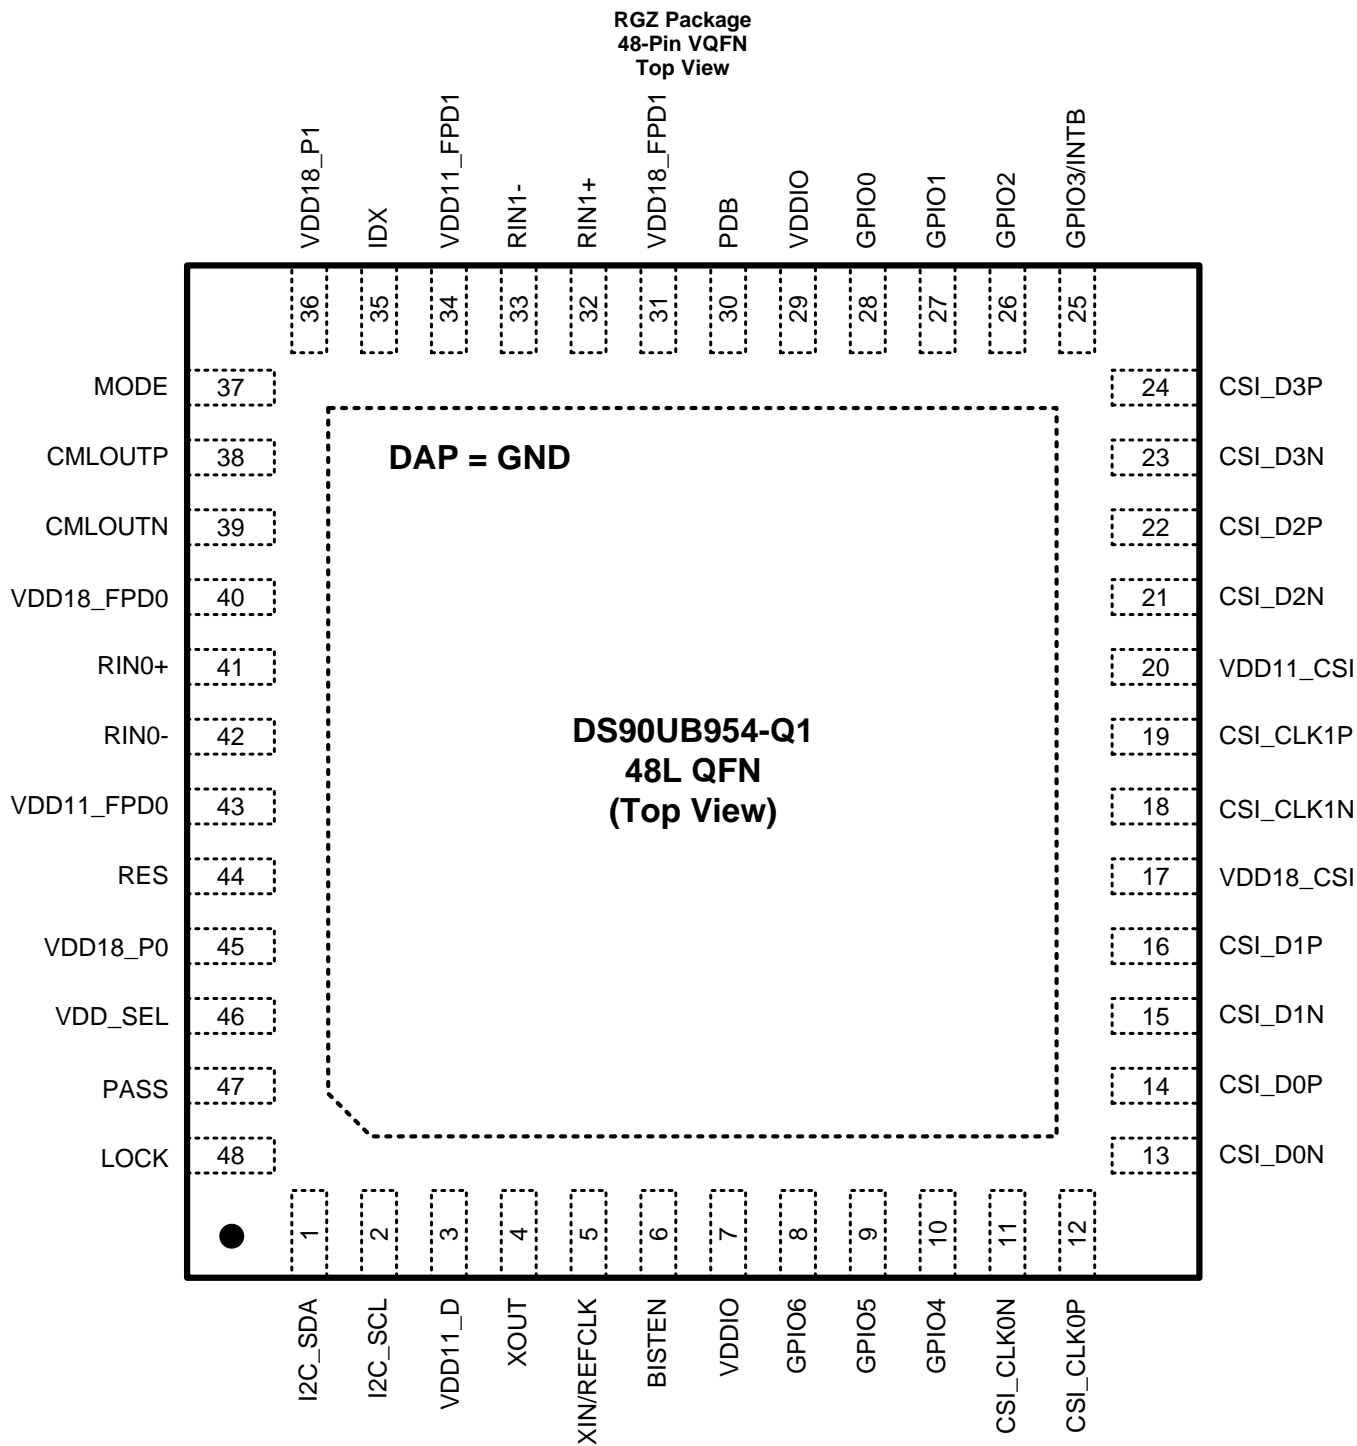 RGZ Package
48-Pin VQFN
Top View
VDD18_P1
IDX
VDD11_FPD1
RIN1-
RIN1+
VDD18_FPD1
PDB
VDDIO
GPIO0
GPIO1
GPIO2
GPIO3/INTB
36
35
34
33
32
31
30
29
28
27
26
25
MODE 37
CMLOUTP 38
CMLOUTN 39
VDD18_FPD0 40
RIN0+ 41
RIN0- 42
VDD11_FPD0 43
RES 44
VDD18_P0 45
VDD_SEL 46
PASS 47
LOCK 48
DAP = GND
DS90UB954-Q1
48L QFN
(Top View)
24 CSI_D3P
23 CSI_D3N
22 CSI_D2P
21 CSI_D2N
20 VDD11_CSI
19 CSI_CLK1P
18 CSI_CLK1N
17 VDD18_CSI
16 CSI_D1P
15 CSI_D1N
14 CSI_D0P
13 CSI_D0N
1
2
3
4
5
6
7
8
9
10
11
12
I2C_SDA
I2C_SCL
VDD11_D
XOUT
XIN/REFCLK
BISTEN
VDDIO
GPIO6
GPIO5
GPIO4
CSI_CLK0N
CSI_CLK0P